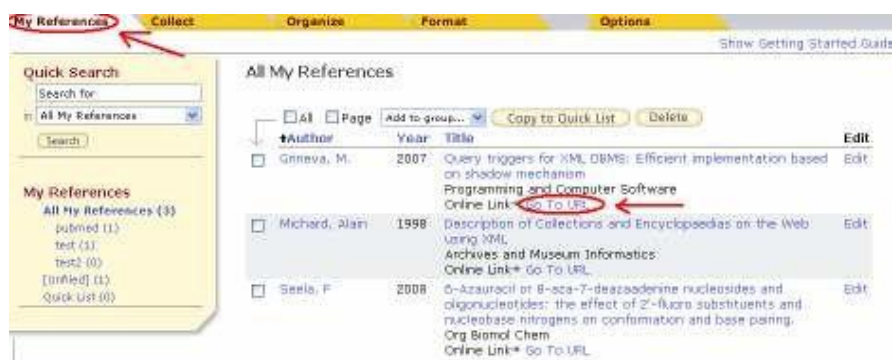 My References Collect Organize Format Options
Show Getting Started Guide
Quick Search
Search for
in All My References
Search
My References
All My References (3)
pubmed (1)
test (1)
test2 (0)
[Unfiled] (1)
Quick List (0)
All My References
All Page Add to group... Copy to Quick List Delete
Author Year Title Edit
Grineva, M. 2007 Query triggers for XML DBMS: Efficient implementation based Edit
on shadow mechanism
Programming and Computer Software
Online Link Go To URL
Michard, Alain 1998 Description of Collections and Encyclopaedias on the Web Edit
using XML
Archives and Museum Informatics
Online Link Go To URL
Seela, F 2008 6-Azauracil or 8-aza-7-deazaadenine nucleosides and Edit
oligonucleotides: the effect of 2'-fluoro substituents and
nucleobase nitrogens on conformation and base pairing.
Org Biomol Chem
Online Link Go To URL